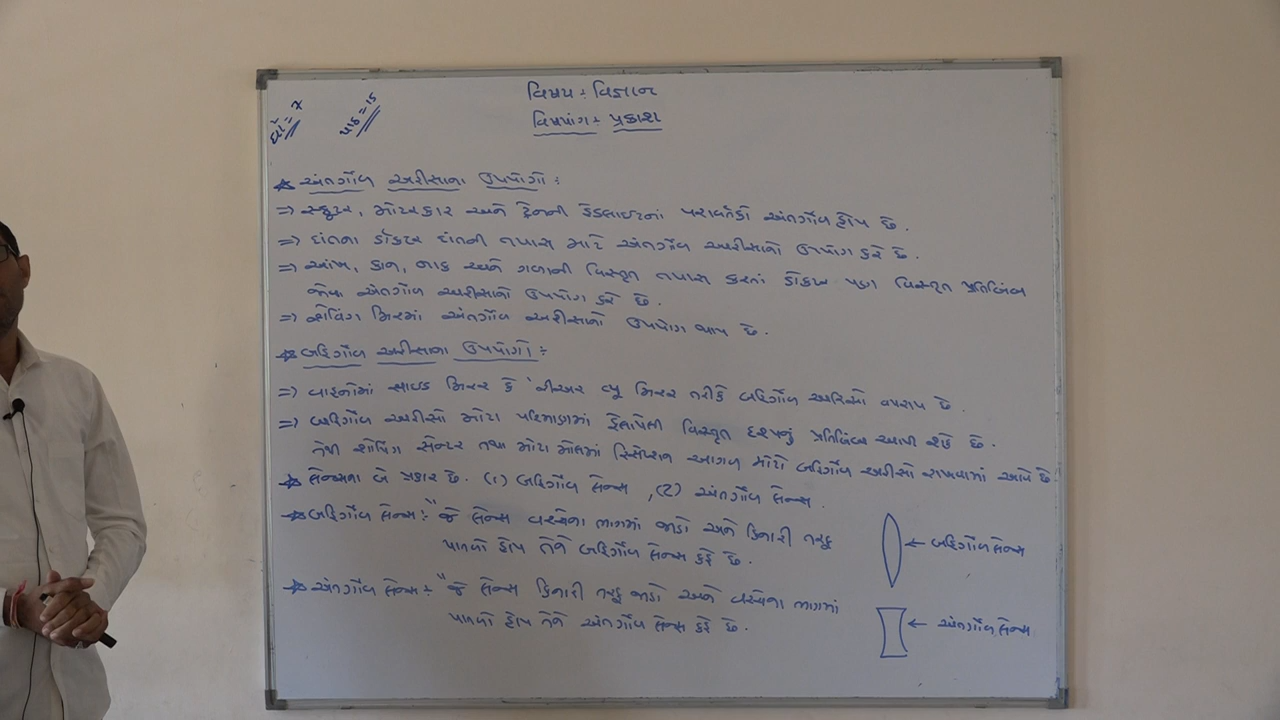 ધો = ૭
પાઠ = 15
વિષય :- વિજ્ઞાન
વિષયાંગ :- પ્રકાશ
★ અંતર્ગોળ અરીસાના ઉપયોગો :
⇒ સ્કૂટર, મોટરકાર અને ટ્રેનની હેડલાઇટનાં પરાવર્તકો અંતર્ગોળ હોય છે.
⇒ દાંતના ડૉક્ટર દાંતની તપાસ માટે અંતર્ગોળ અરીસાનો ઉપયોગ કરે છે.
⇒ આંખ, કાન, નાક અને ગળાની વિસ્તૃત તપાસ કરતાં ડૉક્ટર પણ વિસ્તૃત પ્રતિબિંબ
જોવા અંતર્ગોળ અરીસાનો ઉપયોગ કરે છે.
⇒ શેવિંગ મિરરમાં અંતર્ગોળ અરીસાનો ઉપયોગ થાય છે.
★ બહિર્ગોળ અરીસાના ઉપયોગો :-
⇒ વાહનોમાં સાઇડ મિરર કે રીઅર વ્યૂ મિરર તરીકે બહિર્ગોળ અરિસો વપરાય છે.
⇒ બહિર્ગોળ અરીસો મોટા પરિમાણમાં ફેલાયેલી વિસ્તૃત દૃશ્યનું પ્રતિબિંબ આપી શકે છે.
તેથી શોપિંગ સેન્ટર તથા મોટા મોલમાં રિસેપ્શન આગળ મોટો બહિર્ગોળ અરીસો રાખવામાં આવે છે
★ લેન્સના બે પ્રકાર છે. (૧) બહિર્ગોળ લેન્સ , (૨) અંતર્ગોળ લેન્સ.
★ બહિર્ગોળ લેન્સ :- "જે લેન્સ વચ્ચેના ભાગમાં જાડો અને કિનારી તરફ
પાતળો હોય તેને બહિર્ગોળ લેન્સ કહે છે.
← બહિર્ગોળ લેન્સ
★ અંતર્ગોળ લેન્સ :- "જે લેન્સ કિનારી તરફ જાડો અને વચ્ચેના ભાગમાં
પાતળો હોય તેને અંતર્ગોળ લેન્સ કહે છે.
← અંતર્ગોળ લેન્સ